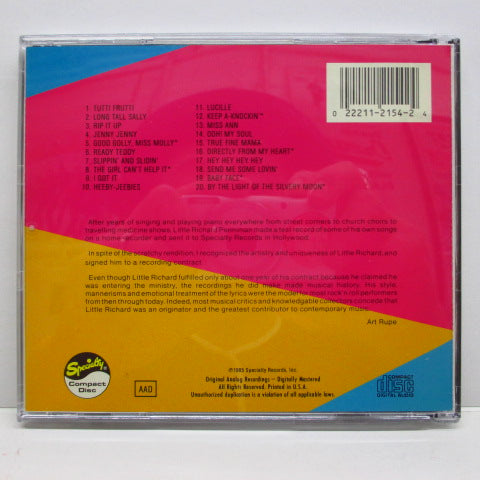 1. TUTTI FRUTTI
2. LONG TALL SALLY
3. RIP IT UP
4. JENNY JENNY
5. GOOD GOLLY, MISS MOLLY*
6. READY TEDDY
7. SLIPPIN' AND SLIDIN'
8. THE GIRL CAN'T HELP IT*
9. I GOT IT
10. HEEBY-JEEBIES
11. LUCILLE
12. KEEP A-KNOCKIN'*
13. MISS ANN
14. OOH! MY SOUL
15. TRUE FINE MAMA
16. DIRECTLY FROM MY HEART*
17. HEY HEY HEY HEY
18. SEND ME SOME LOVIN'
19. BABY FACE*
20. BY THE LIGHT OF THE SILVERY MOON*
0 22211-2154-2 4
After years of singing and playing piano everywhere from street corners to church choirs to
travelling medicine shows, Little Richard Penniman made a test record of some of his own songs
on a home recorder and sent it to Specialty Records in Hollywood.
In spite of the scratchy rendition, I recognized the artistry and uniqueness of Little Richard, and
signed him to a recording contract.
Even though Little Richard fulfilled only about one year of his contract because he claimed he
was entering the ministry, the recordings he did make made musical history. His style,
mannerisms and emotional treatment of the lyrics were the model for most rock'n roll performers
from then through today. Indeed, most musical critics and knowledgable collectors concede that
Little Richard was an originator and the greatest contributor to contemporary music.
Art Rupe
Specialty
Compact
Disc
AAD
℗1985 Specialty Records, Inc.
Original Analog Recordings – Digitally Mastered
All Rights Reserved. Printed in U.S.A.
Unauthorized duplication is a violation of all applicable laws.
COMPACT
disc
DIGITAL AUDIO